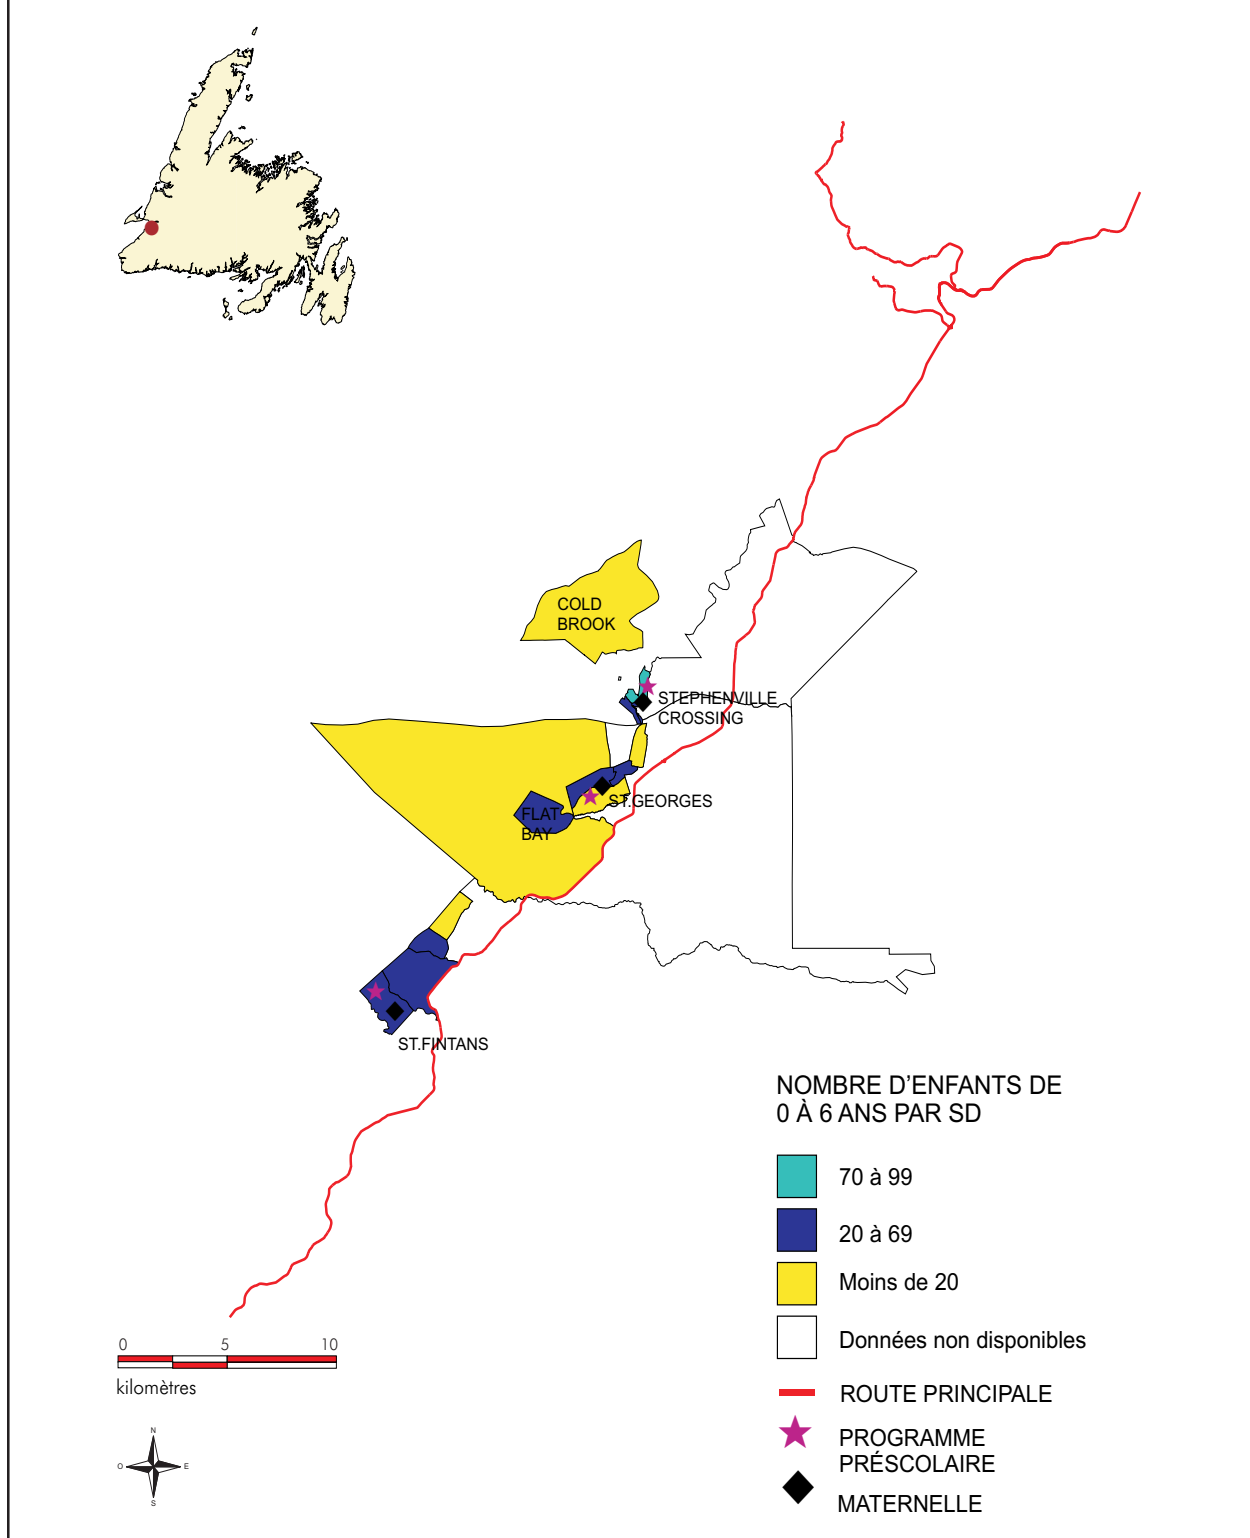 COLD
BROOK
STEPHENVILLE
CROSSING
ST.GEORGES
FLAT
BAY
ST.FINTANS
NOMBRE D'ENFANTS DE
0 À 6 ANS PAR SD
70 à 99
20 à 69
Moins de 20
Données non disponibles
ROUTE PRINCIPALE
PROGRAMME
PRÉSCOLAIRE
MATERNELLE
0 5 10
kilomètres
N
O E
S